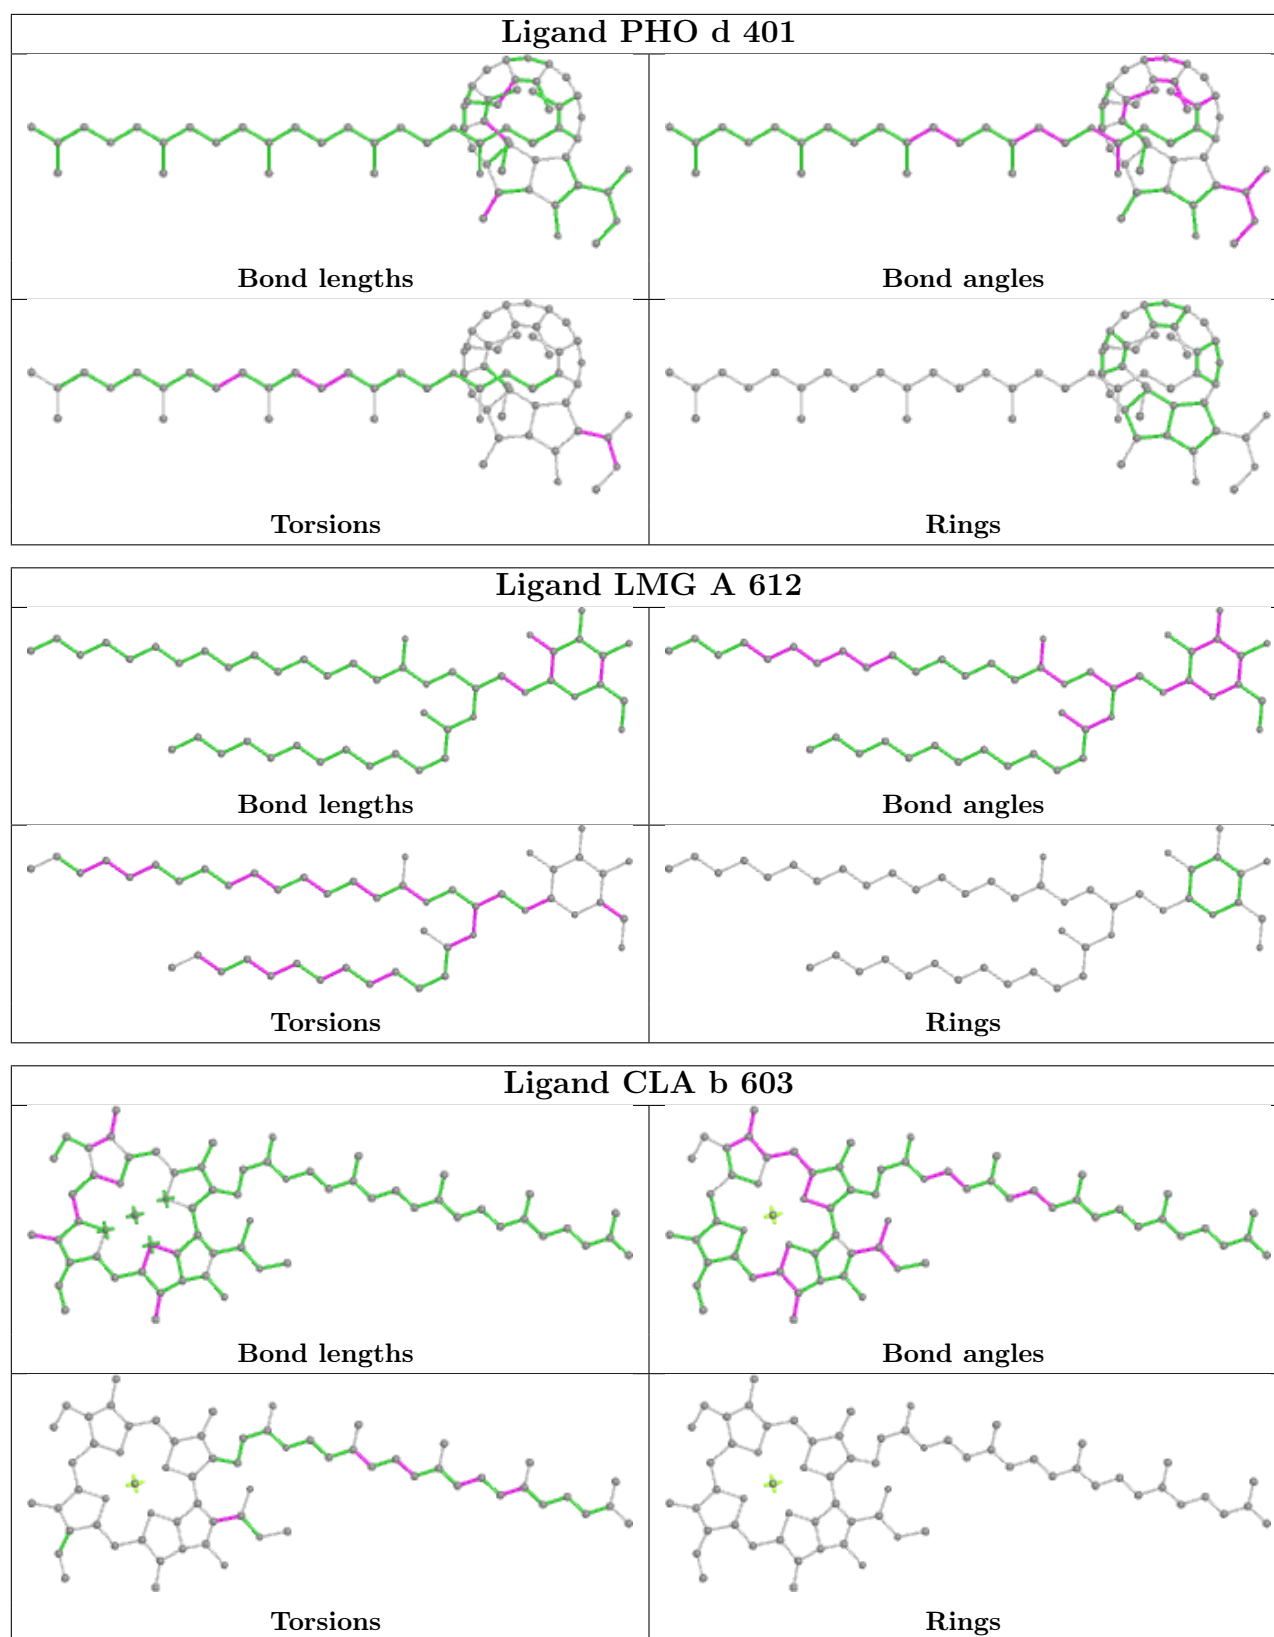 Ligand PHO d 401
Bond lengths
Bond angles
Torsions
Rings
Ligand LMG A 612
Bond lengths
Bond angles
Torsions
Rings
Ligand CLA b 603
Bond lengths
Bond angles
Torsions
Rings